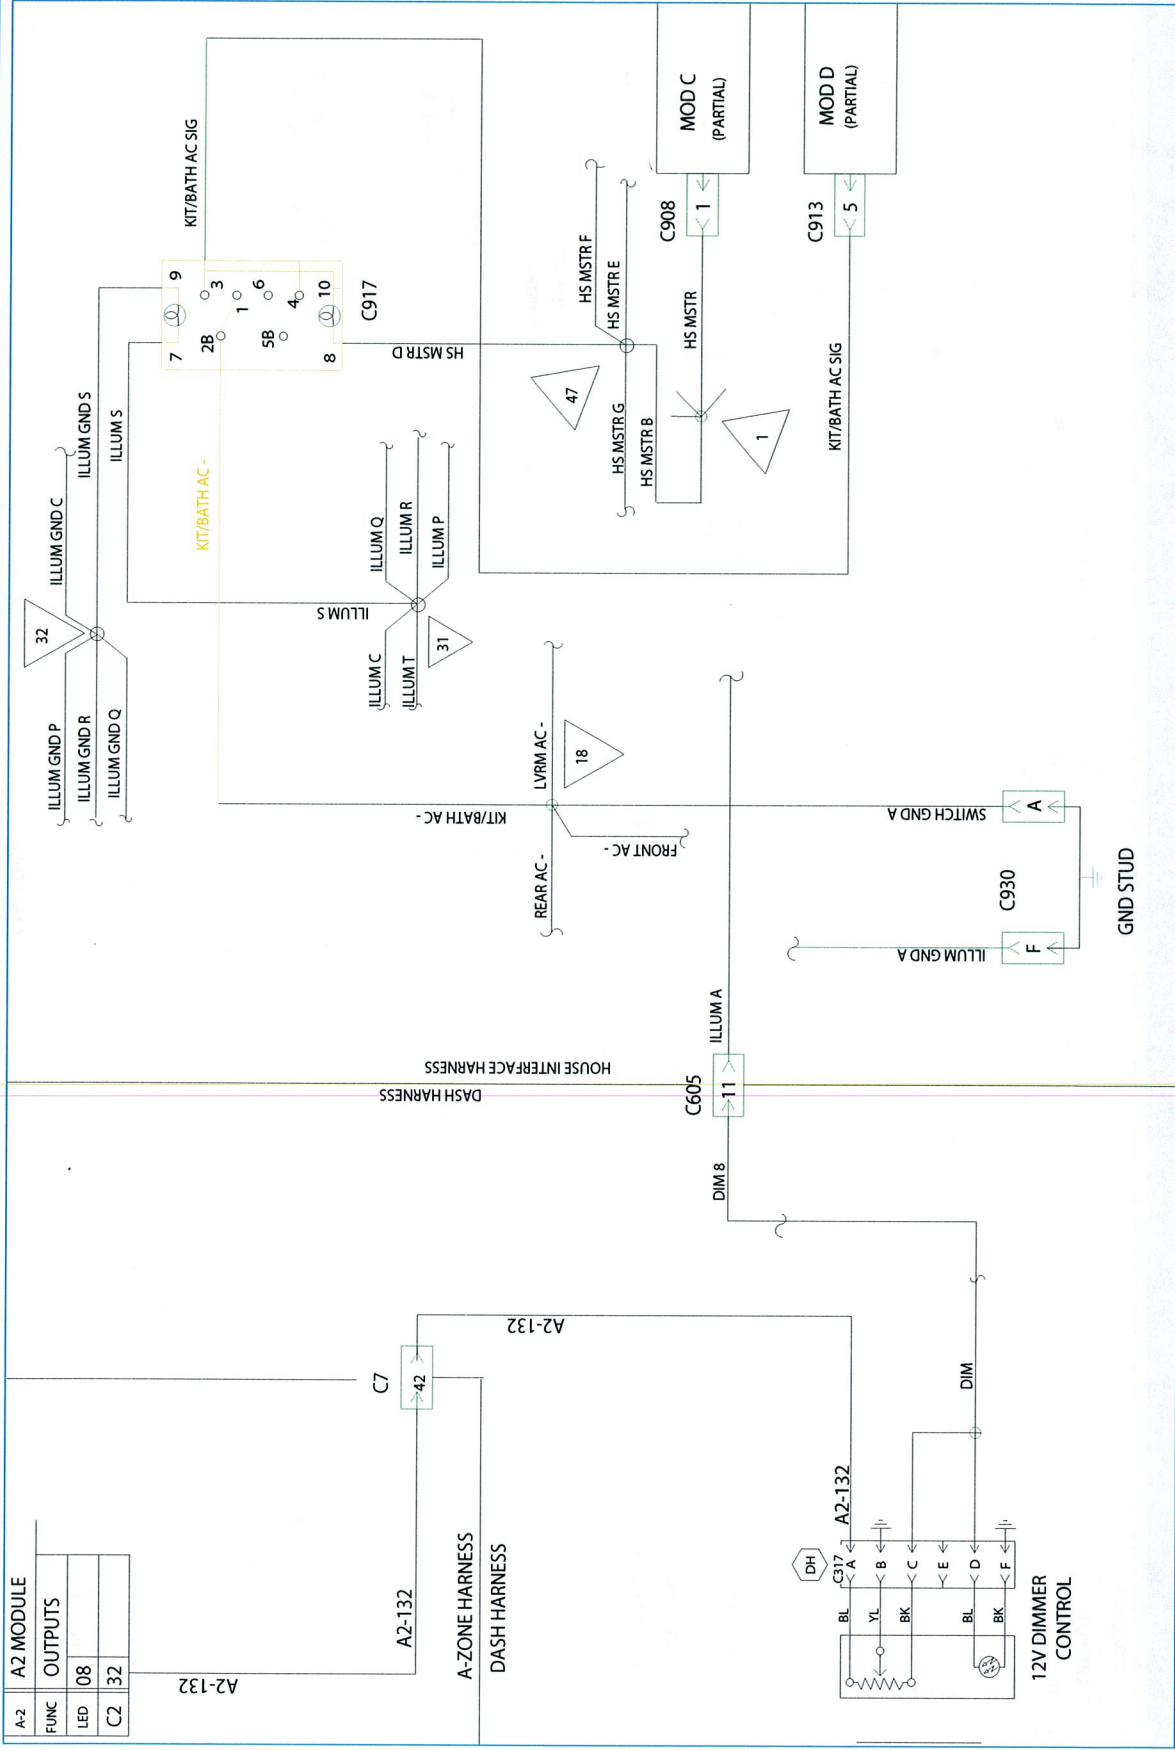 A-2
A2 MODULE
FUNC
OUTPUTS
LED
08
C2
32
A2-132
A2-132
C7
42
A-ZONE HARNESS
DASH HARNESS
A2-132
A2-132
DH
C317
A
B
C
E
D
F
BL
YL
BK
BL
BK
12V DIMMER
CONTROL
DIM
DIM 8
C605
11
DASH HARNESS
HOUSE INTERFACE HARNESS
ILLUM A
ILLUM GND A
F
C930
A
GND STUD
SWITCH GND A
REAR AC -
FRONT AC -
LVRM AC -
KIT/BATH AC -
18
ILLUM GND P
ILLUM GND R
ILLUM GND Q
32
ILLUM GND C
ILLUM GND S
ILLUM S
KIT/BATH AC -
ILLUM S
ILLUM C
ILLUM T
31
ILLUM Q
ILLUM R
ILLUM P
7
9
2B
3
1
5B
6
4
8
10
C917
KIT/BATH AC SIG
HS MSTR D
47
HS MSTR G
HS MSTR B
HS MSTR F
HS MSTR E
HS MSTR
1
KIT/BATH AC SIG
C908
1
MOD C
(PARTIAL)
C913
5
MOD D
(PARTIAL)